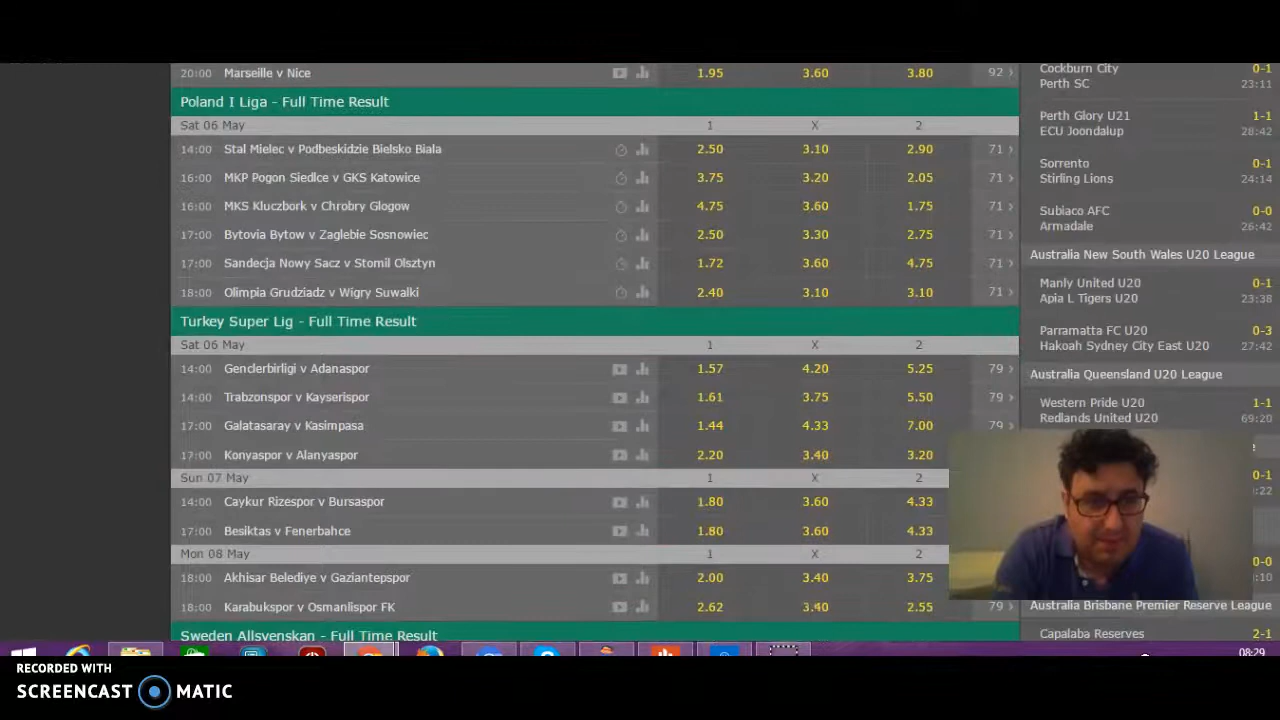 20:00 Marseille v Nice 1.95 3.60 3.80 92
Poland I Liga - Full Time Result
Sat 06 May 1 X 2
14:00 Stal Mielec v Podbeskidzie Bielsko Biala 2.50 3.10 2.90 71
16:00 MKP Pogon Siedlce v GKS Katowice 3.75 3.20 2.05 71
16:00 MKS Kluczbork v Chrobry Glogow 4.75 3.60 1.75 71
17:00 Bytovia Bytow v Zaglebie Sosnowiec 2.50 3.30 2.75 71
17:00 Sandecja Nowy Sacz v Stomil Olsztyn 1.72 3.60 4.75 71
18:00 Olimpia Grudziadz v Wigry Suwalki 2.40 3.10 3.10 71
Turkey Super Lig - Full Time Result
Sat 06 May 1 X 2
14:00 Genclerbirligi v Adanaspor 1.57 4.20 5.25 79
14:00 Trabzonspor v Kayserispor 1.61 3.75 5.50 79
17:00 Galatasaray v Kasimpasa 1.44 4.33 7.00 79
17:00 Konyaspor v Alanyaspor 2.20 3.40 3.20
Sun 07 May 1 X 2
14:00 Caykur Rizespor v Bursaspor 1.80 3.60 4.33
17:00 Besiktas v Fenerbahce 1.80 3.60 4.33
Mon 08 May 1 X 2
18:00 Akhisar Belediye v Gaziantepspor 2.00 3.40 3.75
18:00 Karabukspor v Osmanlispor FK 2.62 3.40 2.55 79
Sweden Allsvenskan - Full Time Result
Cockburn City 0-1
Perth SC 23:11
Perth Glory U21 1-1
ECU Joondalup 28:42
Sorrento 0-1
Stirling Lions 24:14
Subiaco AFC 0-0
Armadale 26:42
Australia New South Wales U20 League
Manly United U20 0-1
Apia L Tigers U20 23:38
Parramatta FC U20 0-3
Hakoah Sydney City East U20 27:42
Australia Queensland U20 League
Western Pride U20 1-1
Redlands United U20 69:20
0-1
:22
0-0
:10
Australia Brisbane Premier Reserve League
Capalaba Reserves 2-1
08:29
RECORDED WITH
SCREENCAST MATIC